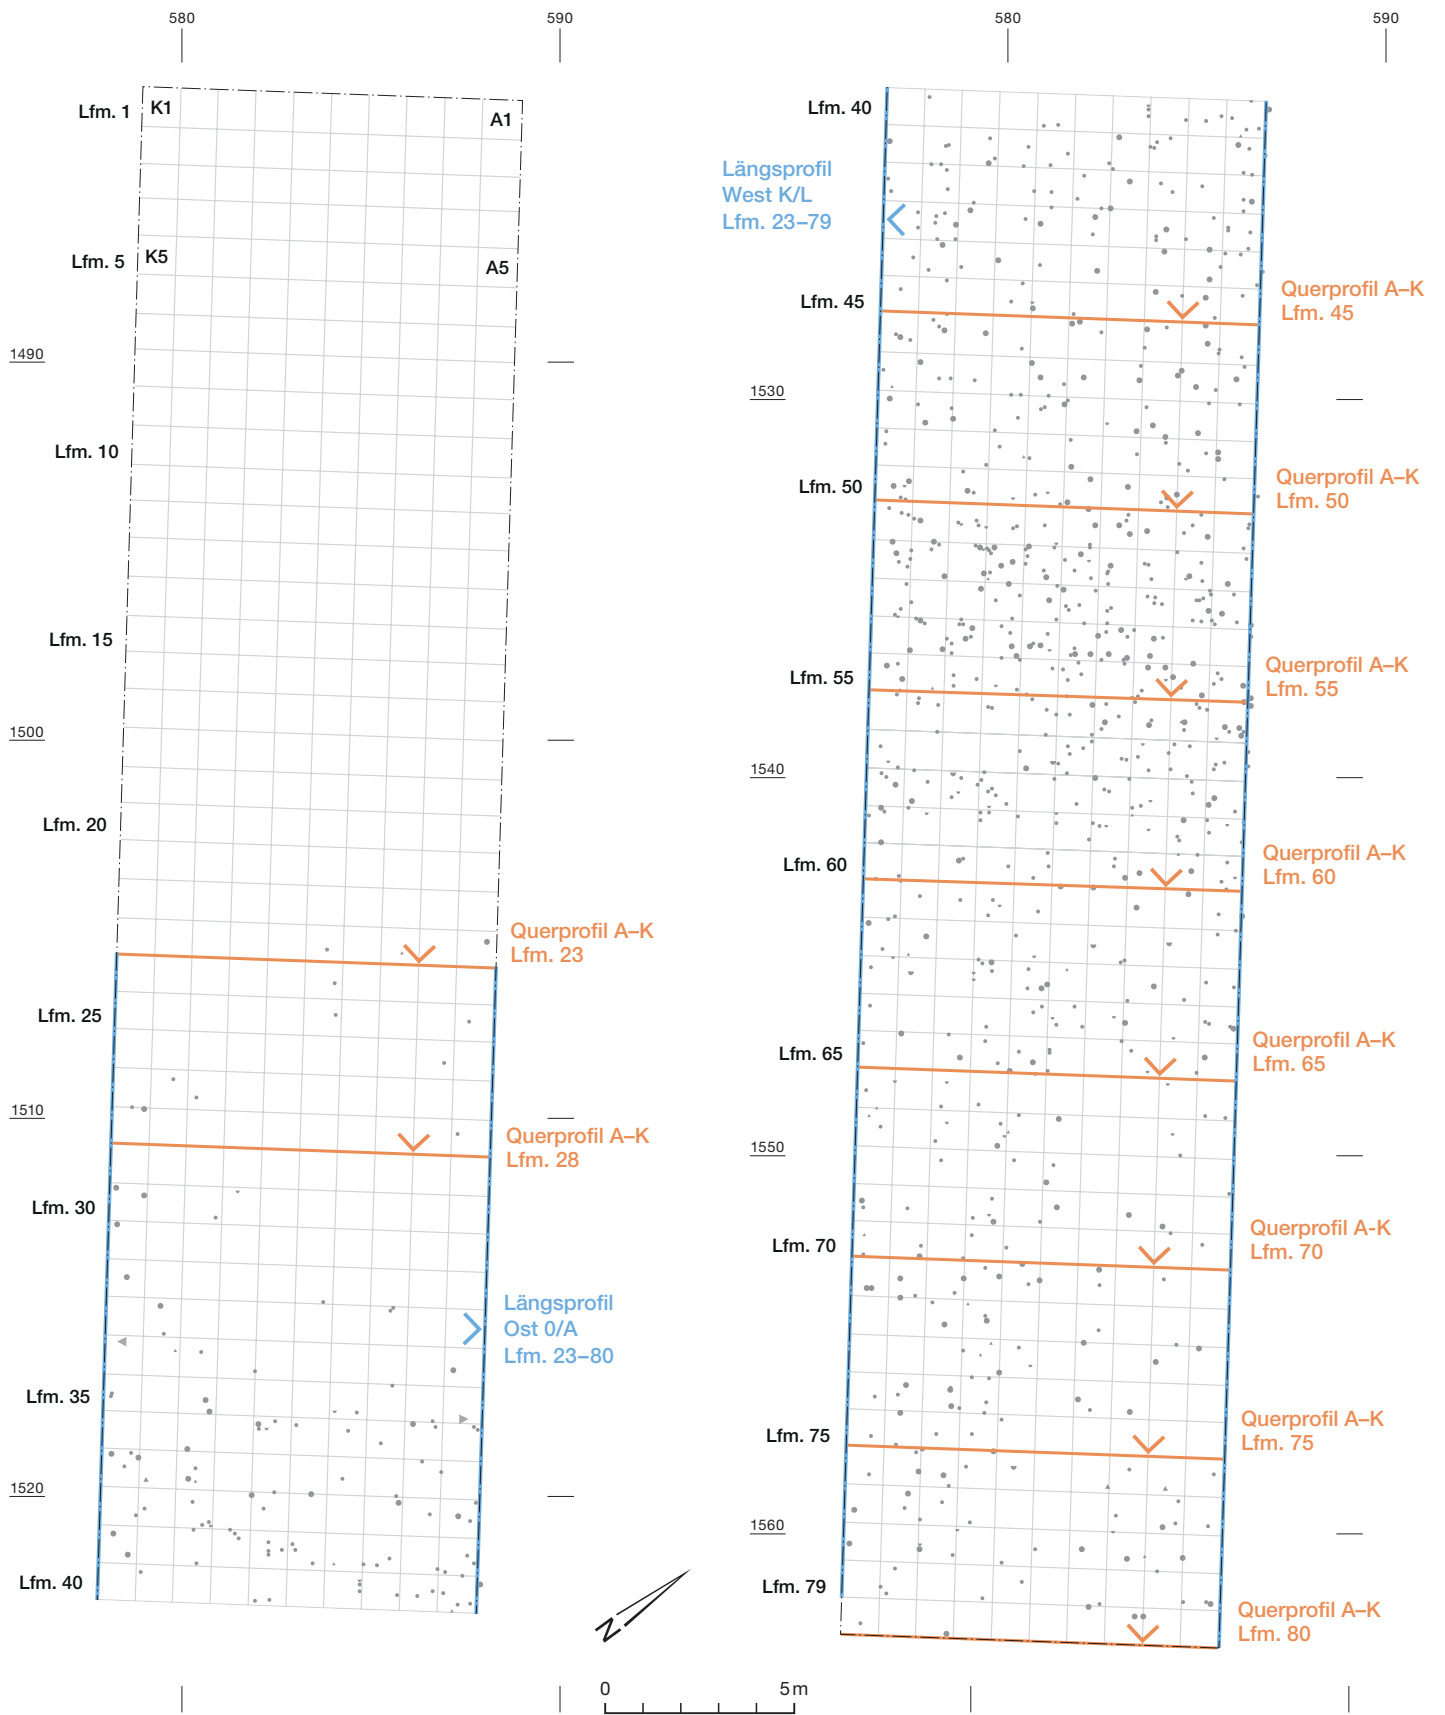 580
590
580
590
Lfm. 1
K1
A1
Lfm. 5
K5
A5
1490
Lfm. 10
Lfm. 15
1500
Lfm. 20
Querprofil A–K
Lfm. 23
Lfm. 25
1510
Querprofil A–K
Lfm. 28
Lfm. 30
Längsprofil
Ost 0/A
Lfm. 23–80
Lfm. 35
1520
Lfm. 40
Lfm. 40
Längsprofil
West K/L
Lfm. 23–79
Lfm. 45
Querprofil A–K
Lfm. 45
1530
Lfm. 50
Querprofil A–K
Lfm. 50
Lfm. 55
Querprofil A–K
Lfm. 55
1540
Lfm. 60
Querprofil A–K
Lfm. 60
Lfm. 65
Querprofil A–K
Lfm. 65
1550
Lfm. 70
Querprofil A-K
Lfm. 70
Lfm. 75
Querprofil A–K
Lfm. 75
1560
Lfm. 79
Querprofil A–K
Lfm. 80
N
0 5 m